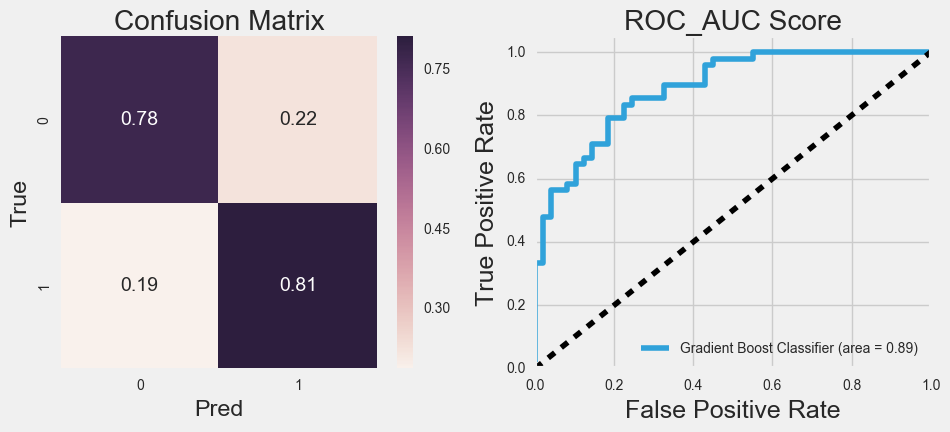 Confusion Matrix
0.78 0.22
0.19 0.81
0
1
True
0 1
Pred
0.75
0.60
0.45
0.30
ROC_AUC Score
1.0
0.8
0.6
0.4
0.2
0.0
True Positive Rate
Gradient Boost Classifier (area = 0.89)
0.0 0.2 0.4 0.6 0.8 1.0
False Positive Rate